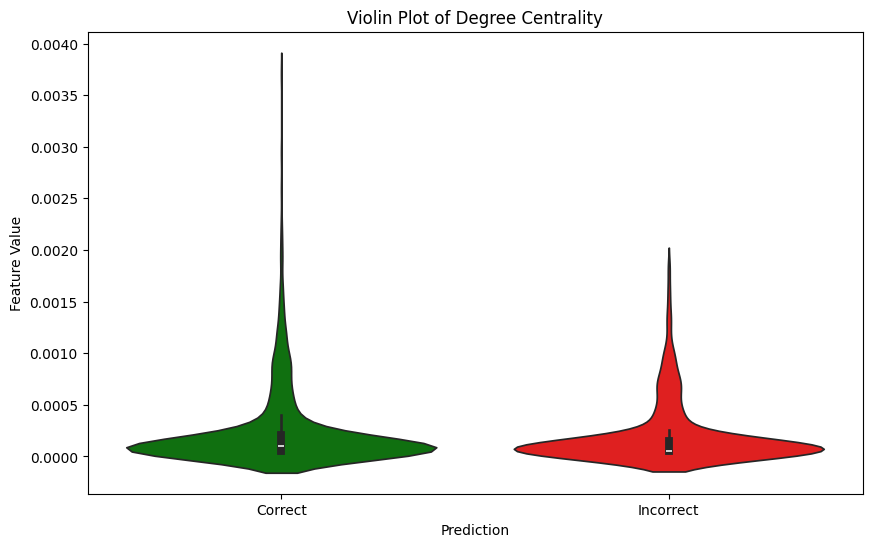 Violin Plot of Degree Centrality
0.0040
0.0035
0.0030
0.0025
0.0020
0.0015
0.0010
0.0005
0.0000
Feature Value
Correct
Incorrect
Prediction